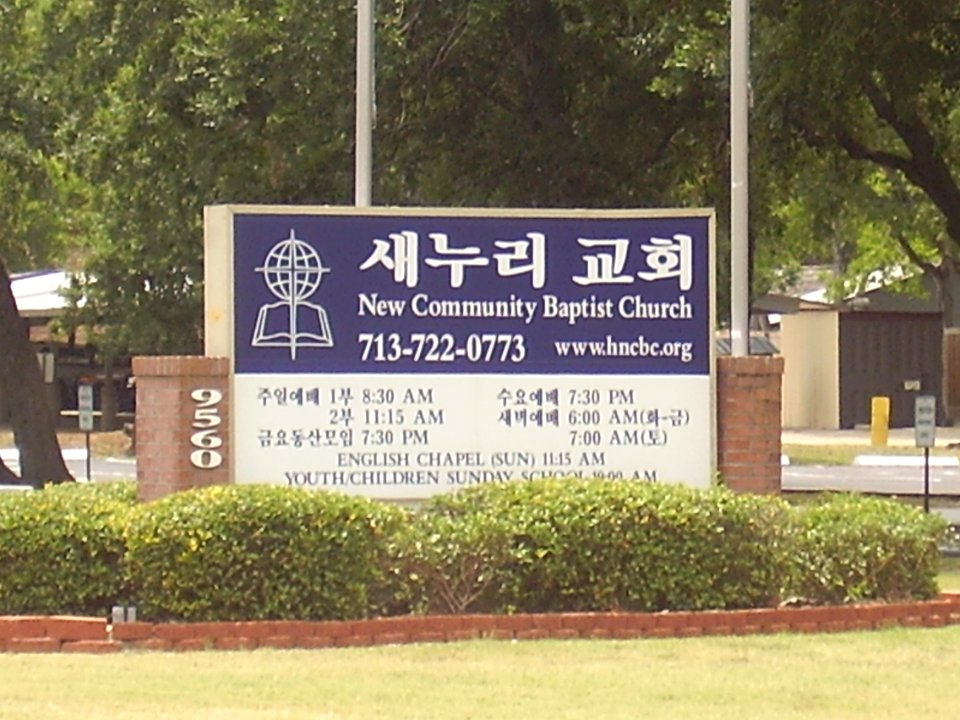 새누리 교회
New Community Baptist Church
713-722-0773 www.hncbc.org
9560
주일예배 1부 8:30 AM
2부 11:15 AM
금요동산모임 7:30 PM
수요예배 7:30 PM
새벽예배 6:00 AM(화-금)
7:00 AM(토)
ENGLISH CHAPEL (SUN) 11:15 AM
YOUTH/CHILDREN SUNDAY SCHOOL 10:00 AM